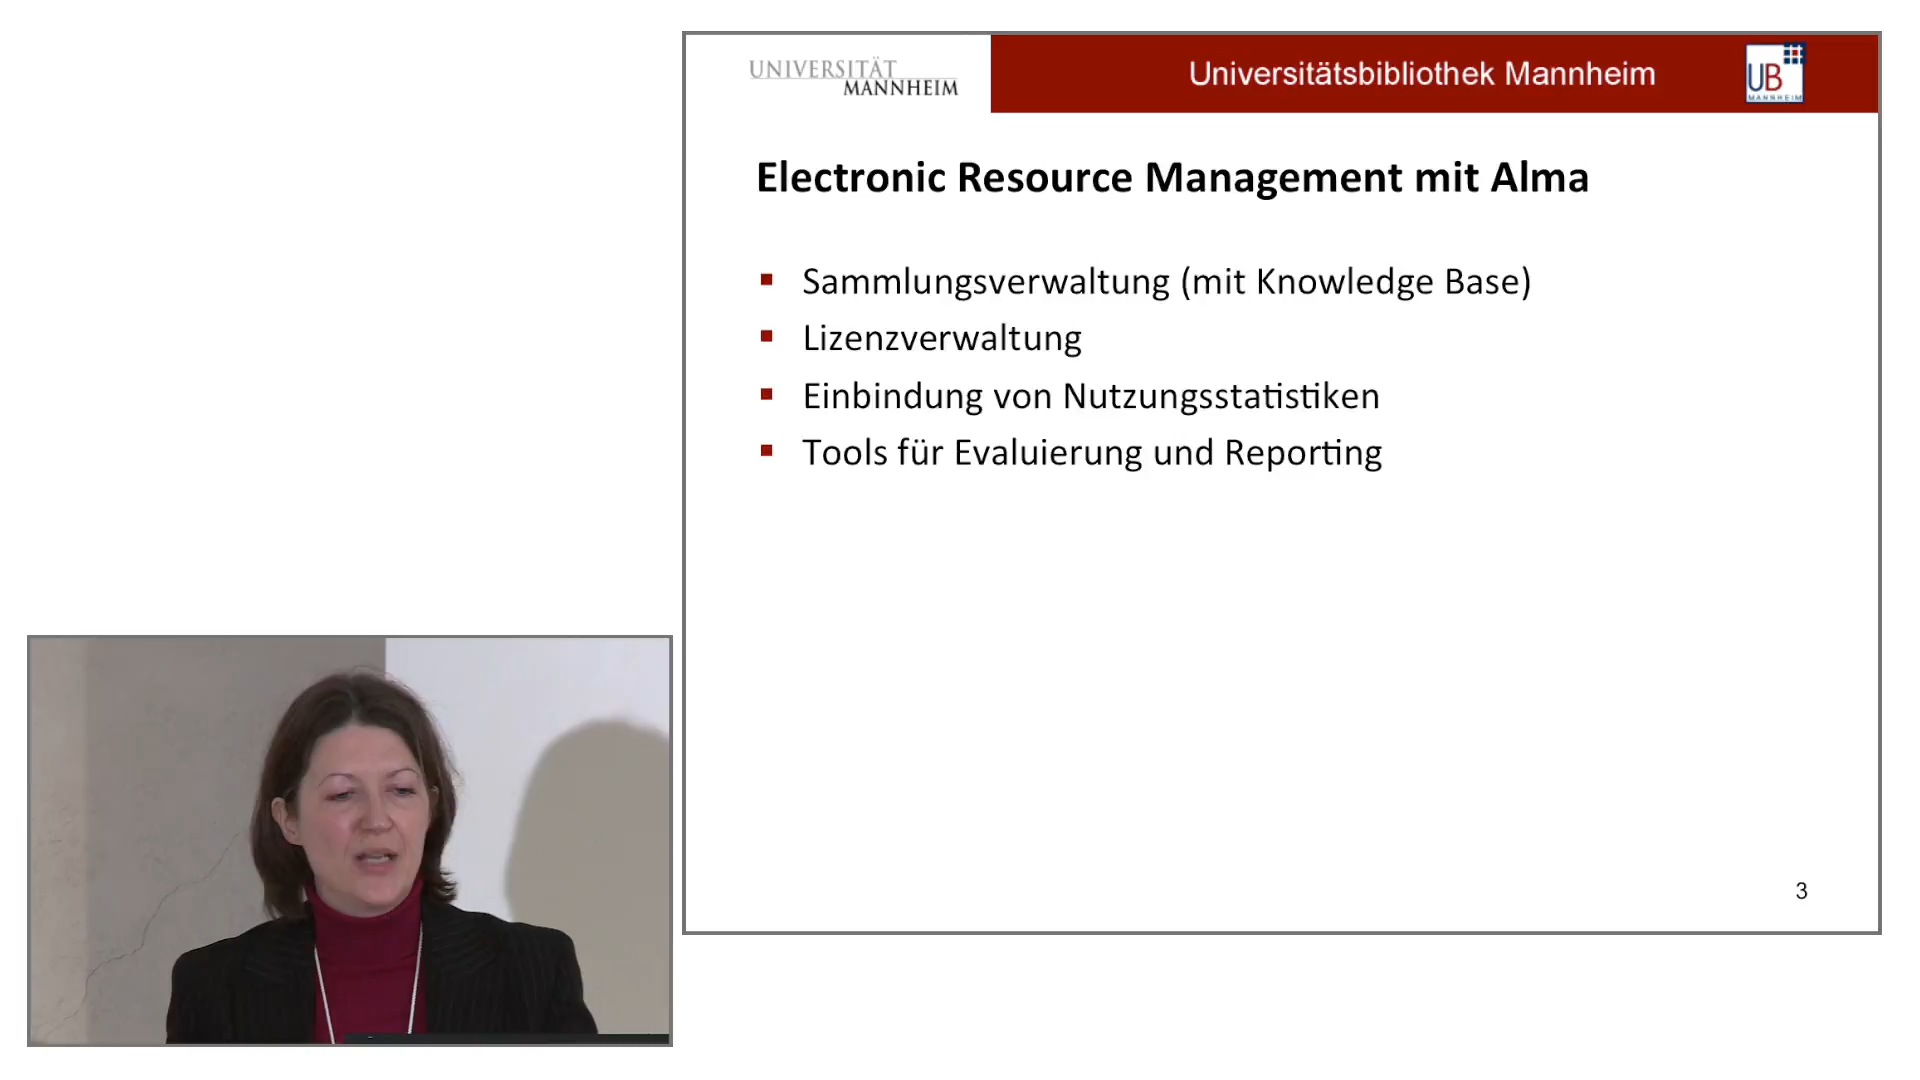 UNIVERSITÄT
MANNHEIM
Universitätsbibliothek Mannheim
UB
MANNHEIM
Electronic Resource Management mit Alma
Sammlungsverwaltung (mit Knowledge Base)
Lizenzverwaltung
Einbindung von Nutzungsstatistiken
Tools für Evaluierung und Reporting
3